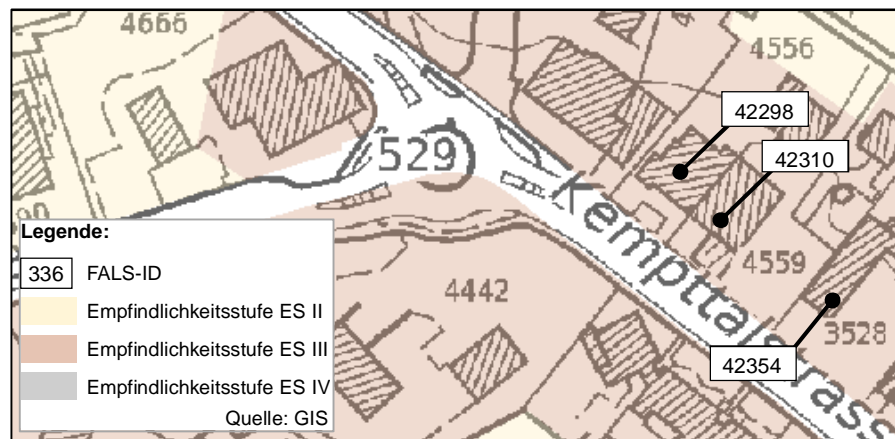 4666
4556
42298
529
42310
Kempttalstrass
4559
4442
3528
42354
Legende:
336 FALS-ID
Empfindlichkeitsstufe ES II
Empfindlichkeitsstufe ES III
Empfindlichkeitsstufe ES IV
Quelle: GIS